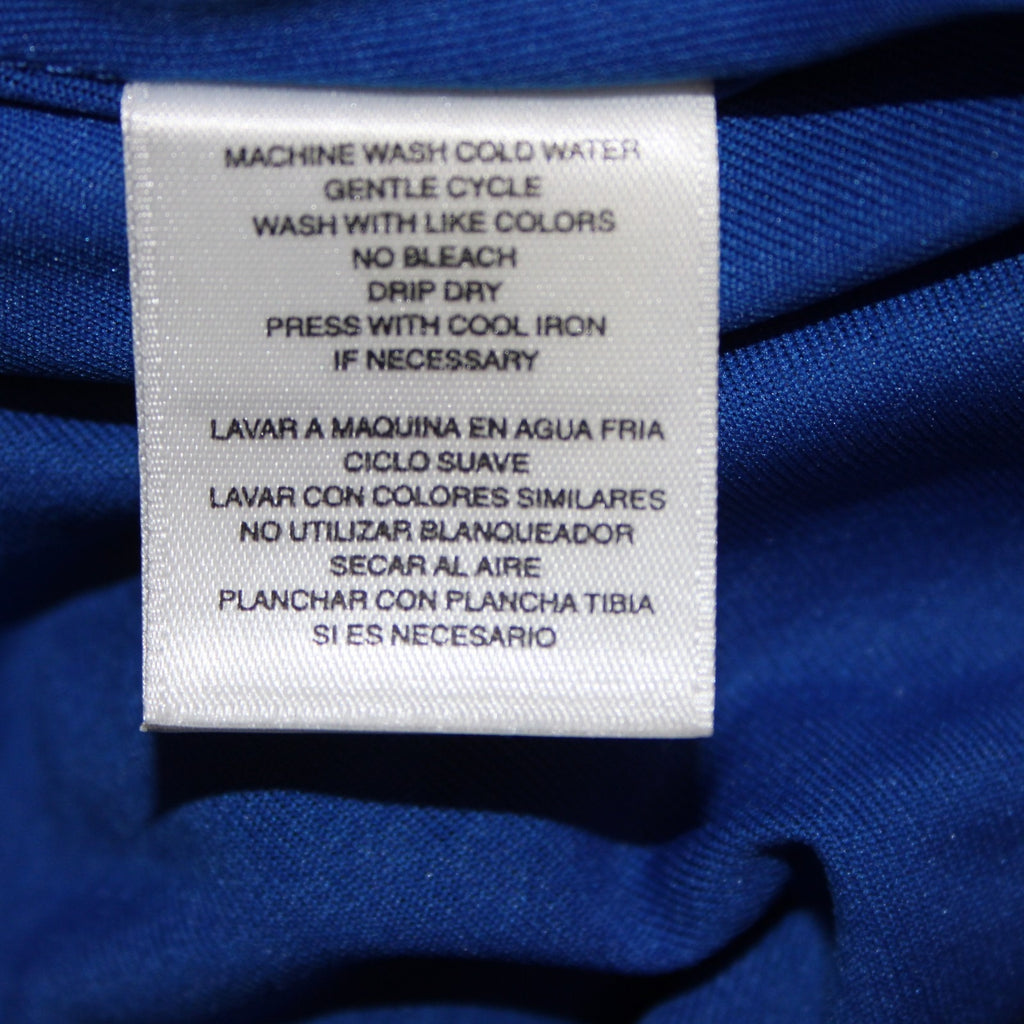 MACHINE WASH COLD WATER
GENTLE CYCLE
WASH WITH LIKE COLORS
NO BLEACH
DRIP DRY
PRESS WITH COOL IRON
IF NECESSARY
LAVAR A MAQUINA EN AGUA FRIA
CICLO SUAVE
LAVAR CON COLORES SIMILARES
NO UTILIZAR BLANQUEADOR
SECAR AL AIRE
PLANCHAR CON PLANCHA TIBIA
SI ES NECESARIO